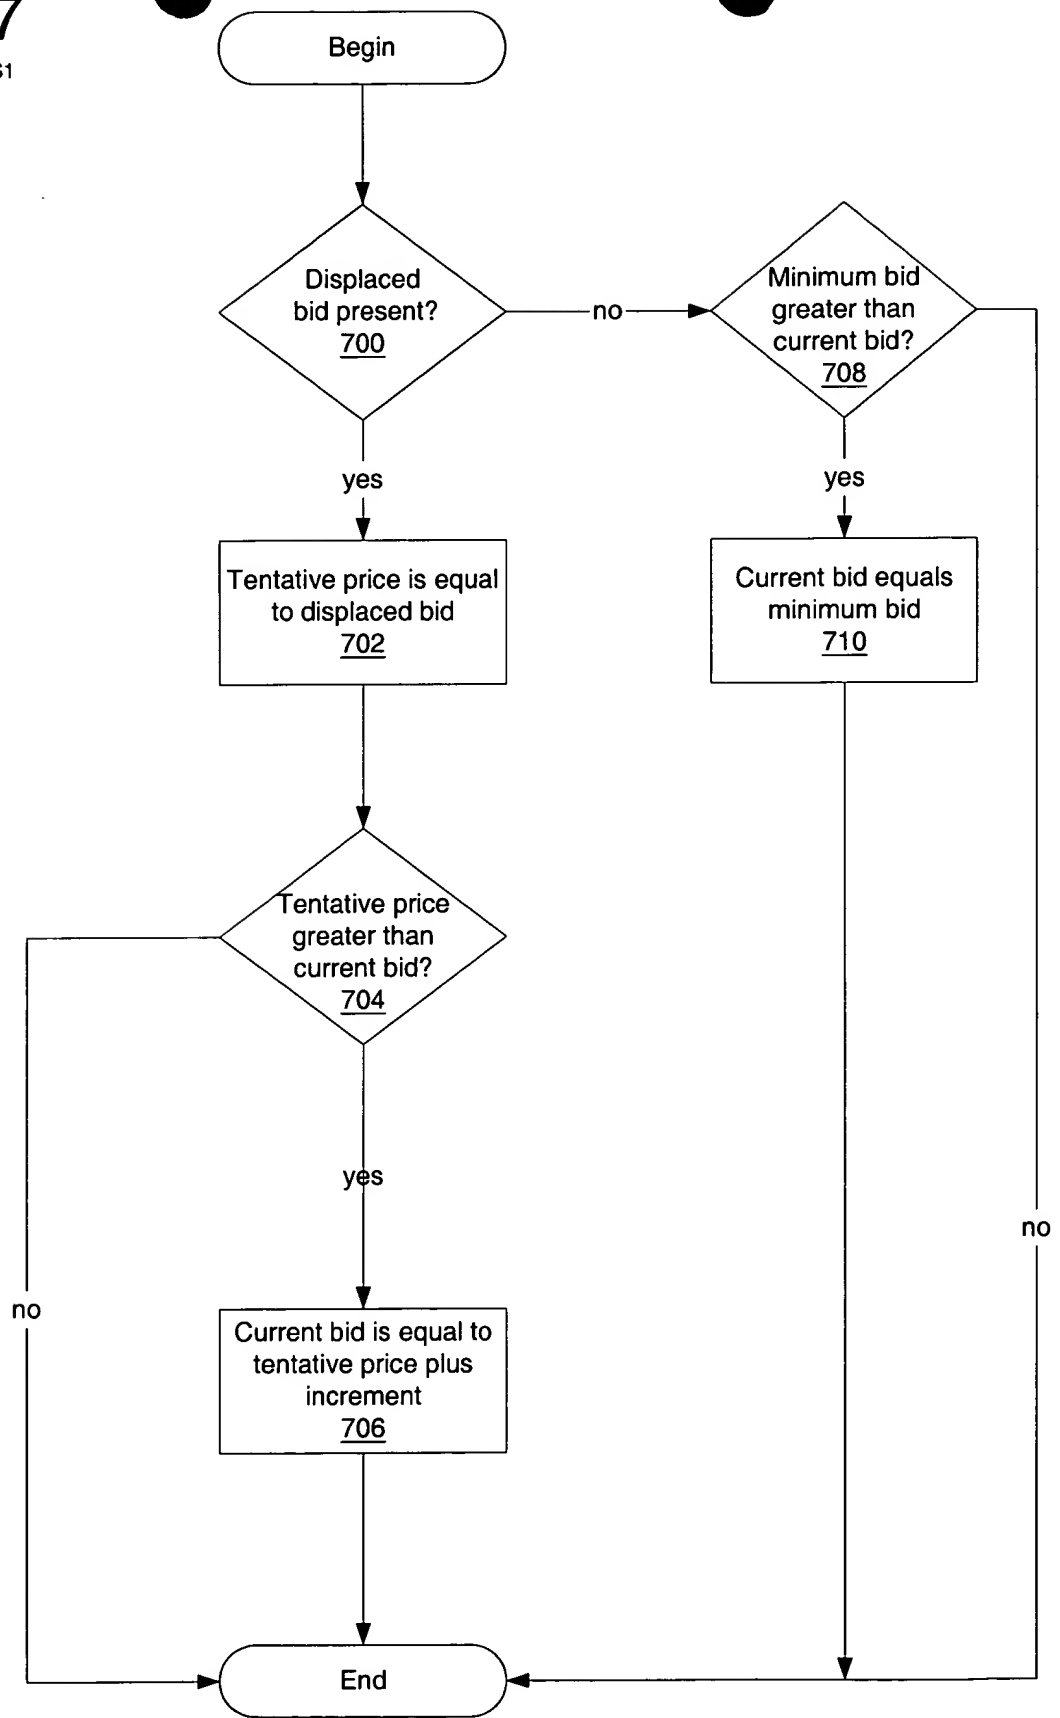 7
Begin
Displaced
bid present?
700
no
Minimum bid
greater than
current bid?
708
yes
yes
Tentative price is equal
to displaced bid
702
Current bid equals
minimum bid
710
Tentative price
greater than
current bid?
704
yes
no
no
Current bid is equal to
tentative price plus
increment
706
End